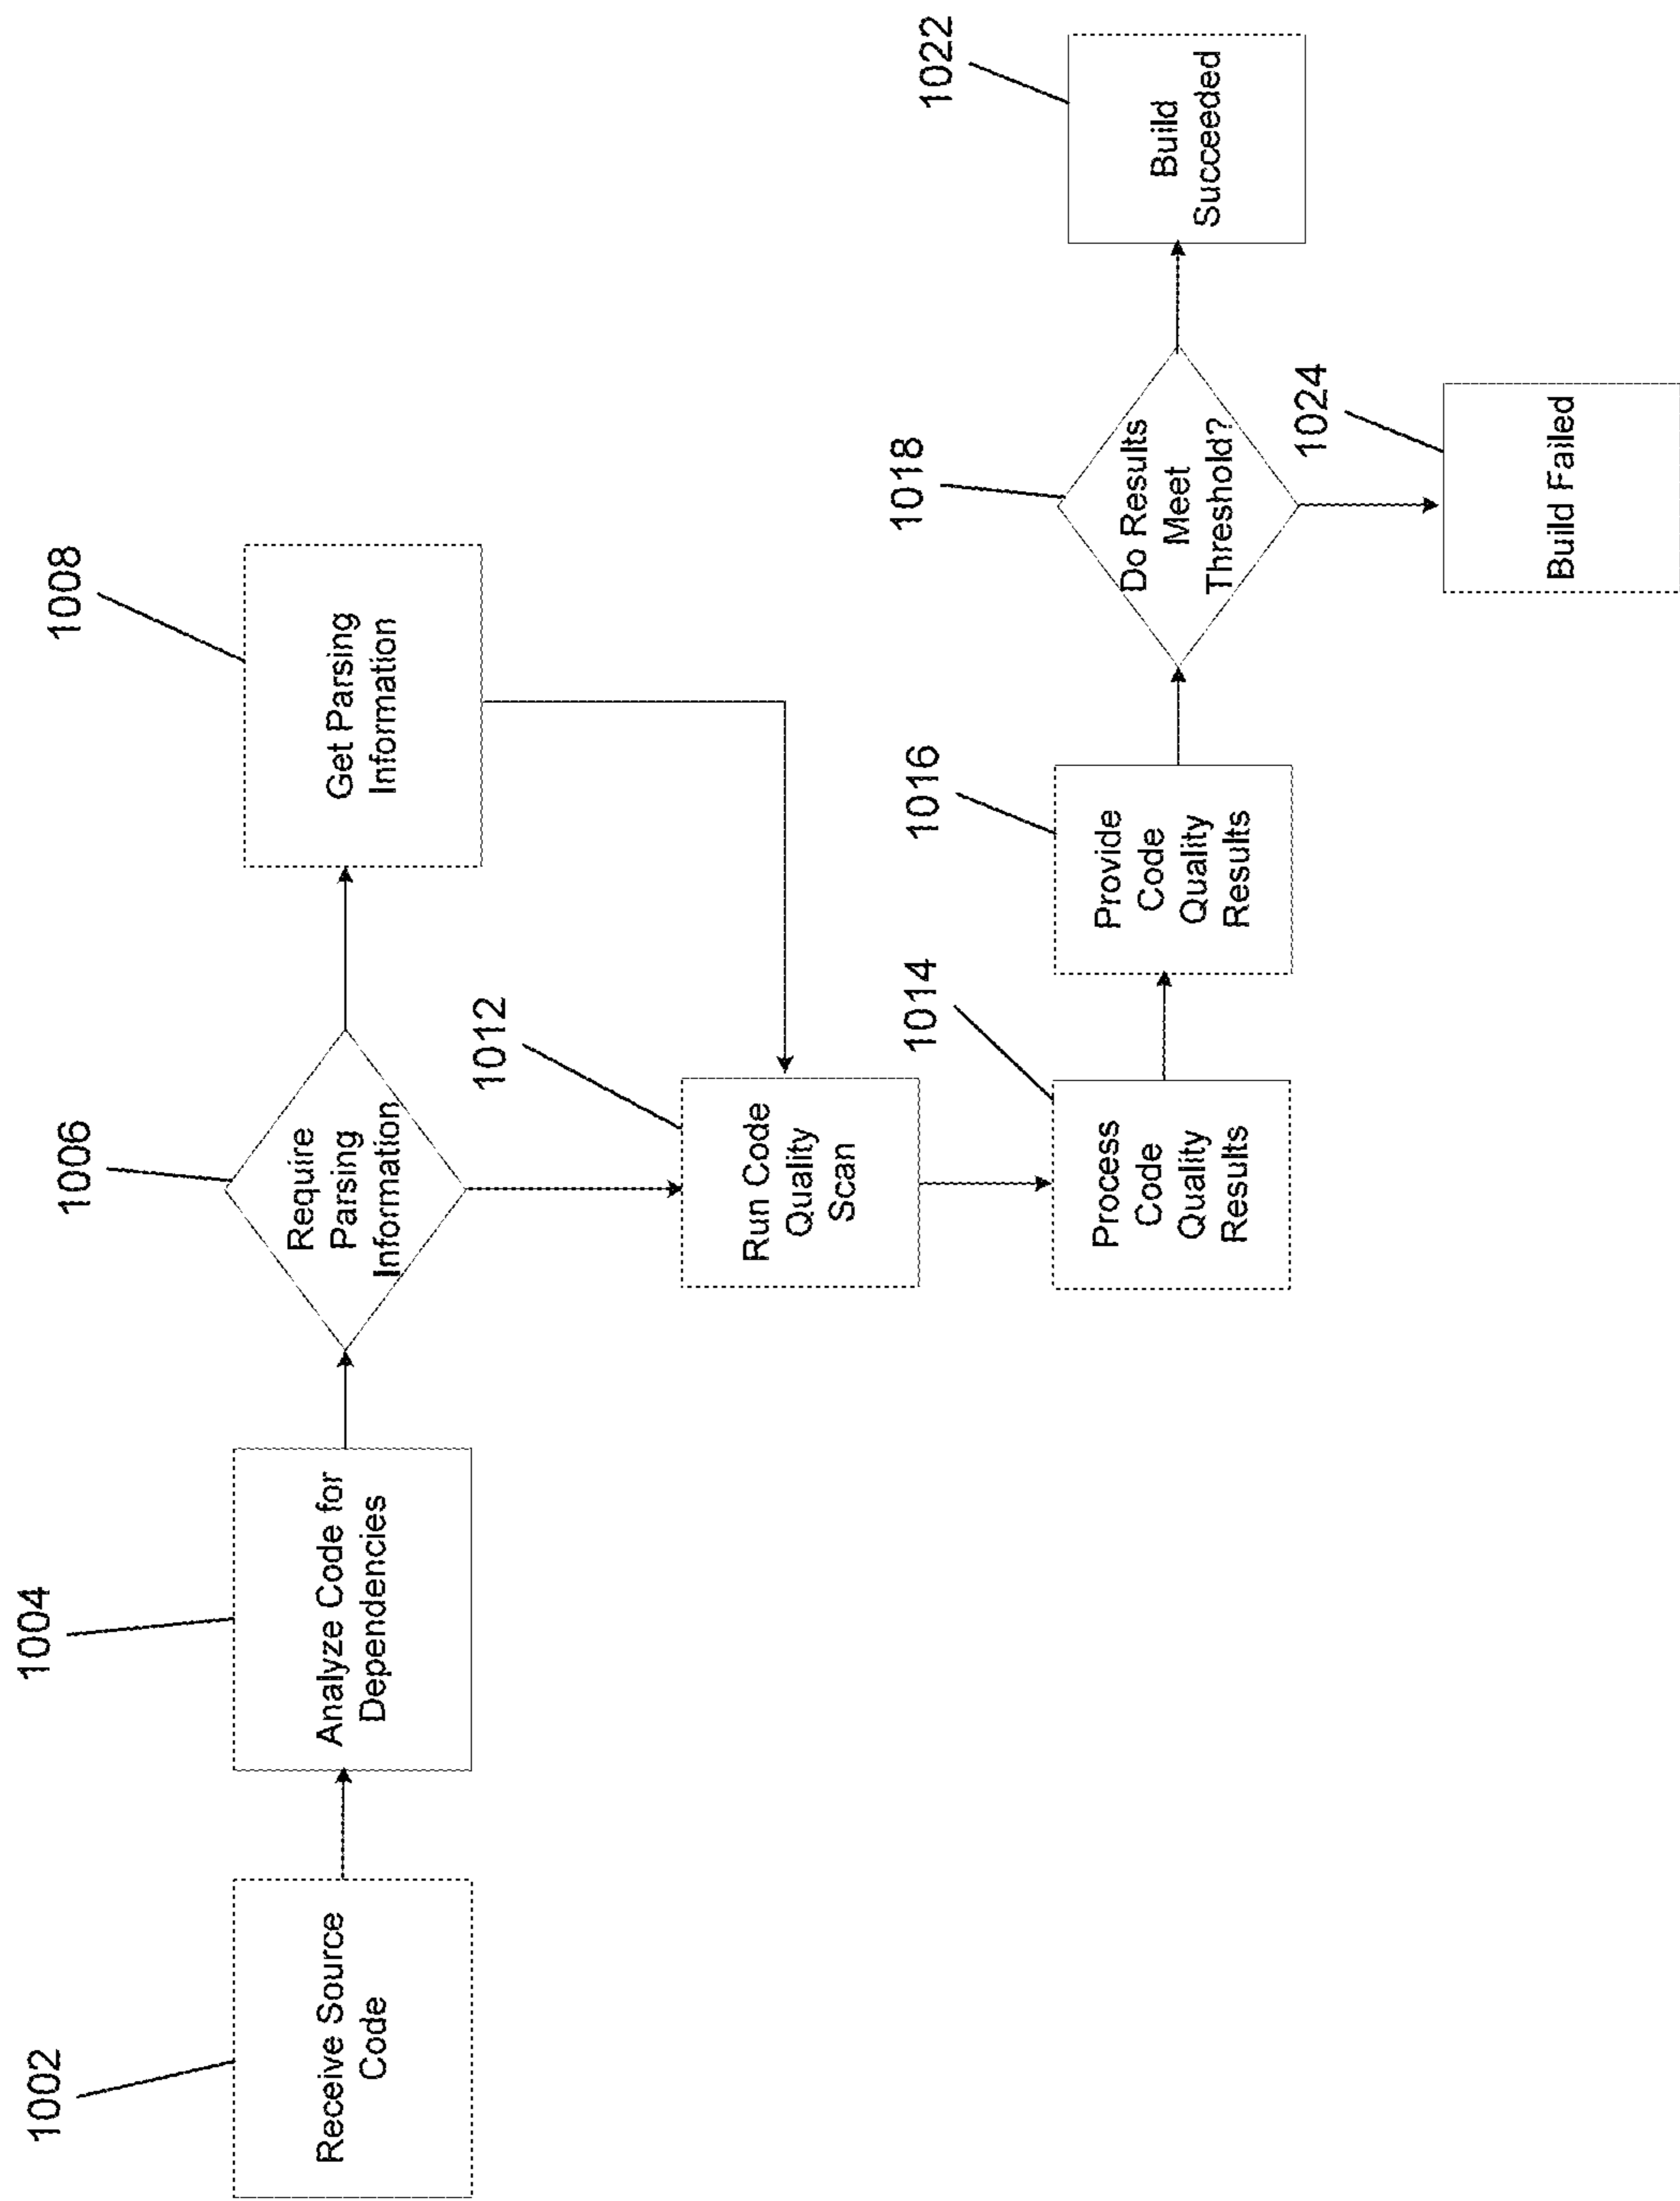 1002
Receive Source
Code
1004
Analyze Code for
Dependencies
1006
Require
Parsing
Information
1008
Get Parsing
Information
1012
Run Code
Quality
Scan
1014
Process
Code
Quality
Results
1016
Provide
Code
Quality
Results
1018
Do Results
Meet
Threshold?
1022
Build
Succeeded
1024
Build Failed